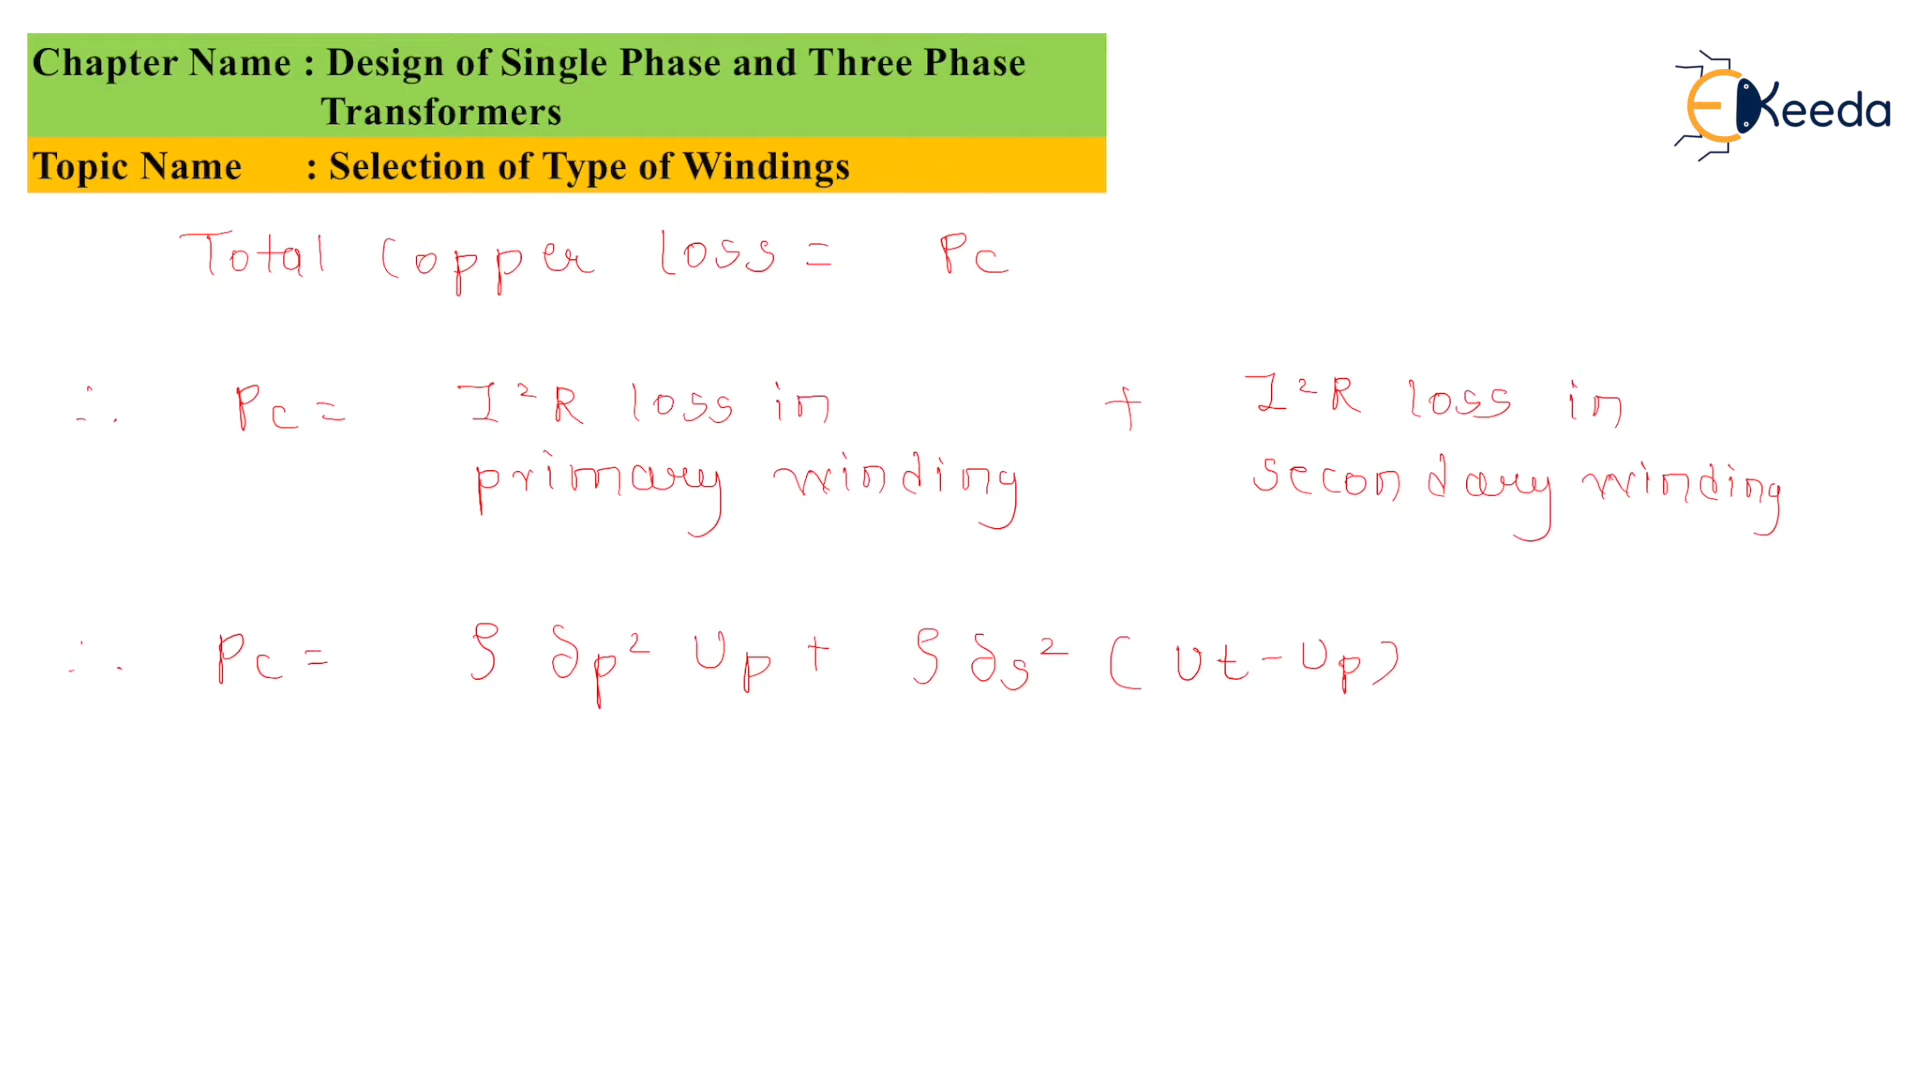 Chapter Name : Design of Single Phase and Three Phase
Transformers
Topic Name : Selection of Type of Windings
EKeeda
Total Copper loss = Pc
∴ Pc = I²R loss in + I²R loss in
primary winding secondary winding
∴ Pc = ρ δp² Up + ρ δs² (Ut - Up)